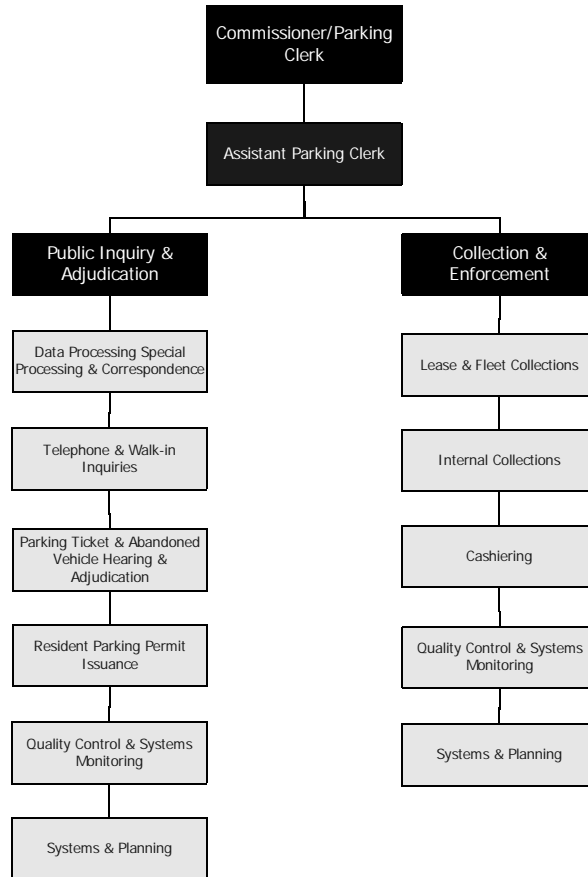 Commissioner/Parking
Clerk
Assistant Parking Clerk
Public Inquiry &
Adjudication
Data Processing Special
Processing & Correspondence
Telephone & Walk-in
Inquiries
Parking Ticket & Abandoned
Vehicle Hearing &
Adjudication
Resident Parking Permit
Issuance
Quality Control & Systems
Monitoring
Systems & Planning
Collection &
Enforcement
Lease & Fleet Collections
Internal Collections
Cashiering
Quality Control & Systems
Monitoring
Systems & Planning